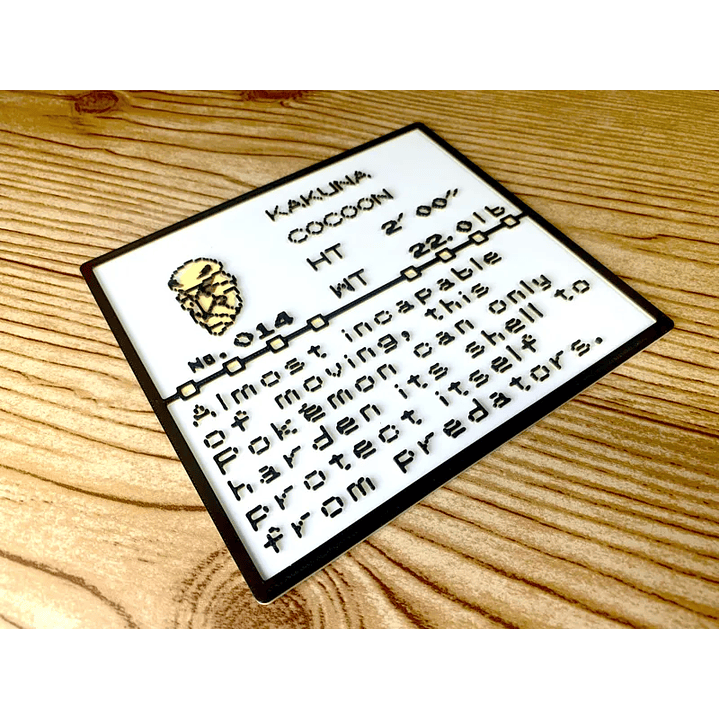 KAKUNA
COCOON
HT 2′ 00″
WT 22.0lb
No. 014
Almost incapable
of moving, this
Pokémon can only
harden its shell to
protect itself
from predators.